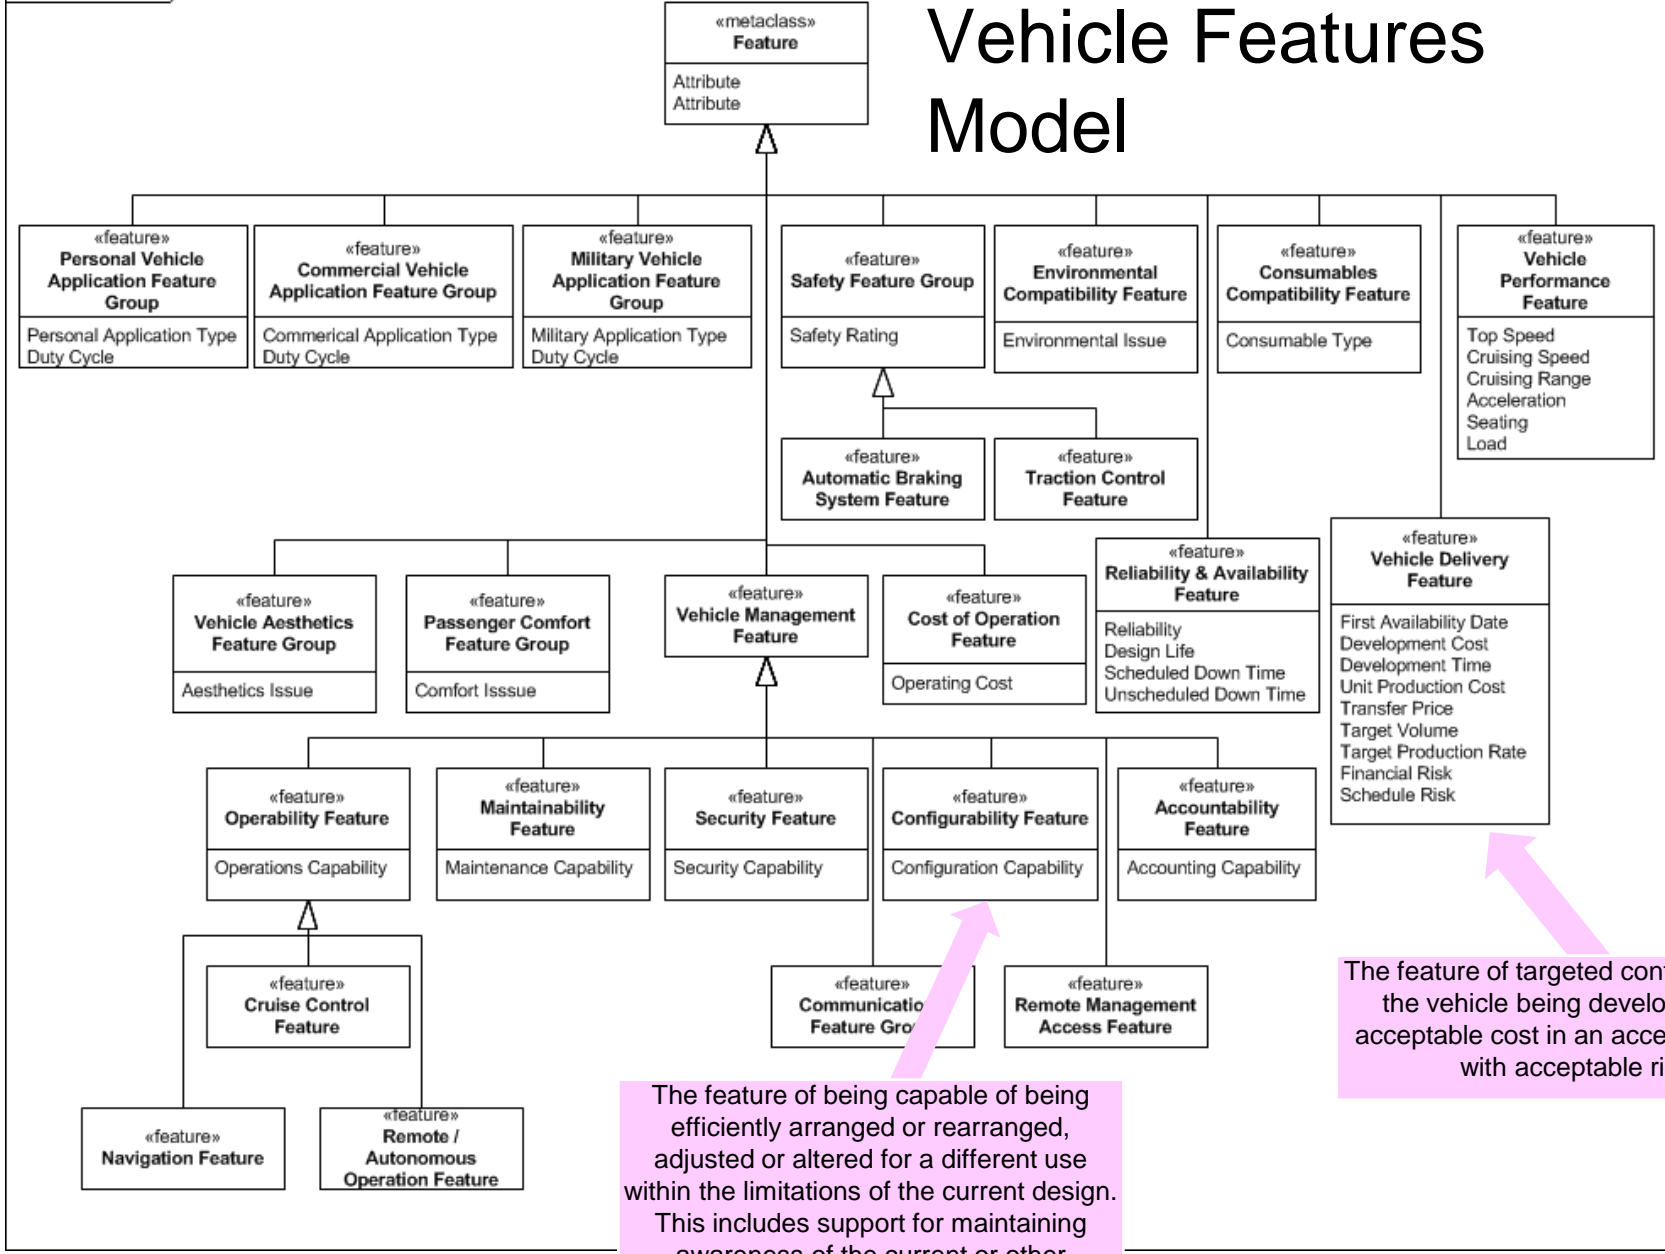 Vehicle Features
Model
«metaclass»
Feature
Attribute
Attribute
«feature»
Personal Vehicle
Application Feature
Group
Personal Application Type
Duty Cycle
«feature»
Commercial Vehicle
Application Feature Group
Commerical Application Type
Duty Cycle
«feature»
Military Vehicle
Application Feature
Group
Military Application Type
Duty Cycle
«feature»
Safety Feature Group
Safety Rating
«feature»
Environmental
Compatibility Feature
Environmental Issue
«feature»
Consumables
Compatibility Feature
Consumable Type
«feature»
Vehicle
Performance
Feature
Top Speed
Cruising Speed
Cruising Range
Acceleration
Seating
Load
«feature»
Automatic Braking
System Feature
«feature»
Traction Control
Feature
«feature»
Vehicle Aesthetics
Feature Group
Aesthetics Issue
«feature»
Passenger Comfort
Feature Group
Comfort Isssue
«feature»
Vehicle Management
Feature
«feature»
Cost of Operation
Feature
Operating Cost
«feature»
Reliability & Availability
Feature
Reliability
Design Life
Scheduled Down Time
Unscheduled Down Time
«feature»
Vehicle Delivery
Feature
First Availability Date
Development Cost
Development Time
Unit Production Cost
Transfer Price
Target Volume
Target Production Rate
Financial Risk
Schedule Risk
«feature»
Operability Feature
Operations Capability
«feature»
Maintainability
Feature
Maintenance Capability
«feature»
Security Feature
Security Capability
«feature»
Configurability Feature
Configuration Capability
«feature»
Accountability
Feature
Accounting Capability
«feature»
Cruise Control
Feature
«feature»
Communicatio
Feature Gro
«feature»
Remote Management
Access Feature
«feature»
Navigation Feature
«feature»
Remote /
Autonomous
Operation Feature
The feature of being capable of being
efficiently arranged or rearranged,
adjusted or altered for a different use
within the limitations of the current design.
This includes support for maintaining
awareness of the current or other
The feature of targeted
the vehicle being
acceptable cost in an
with acceptable